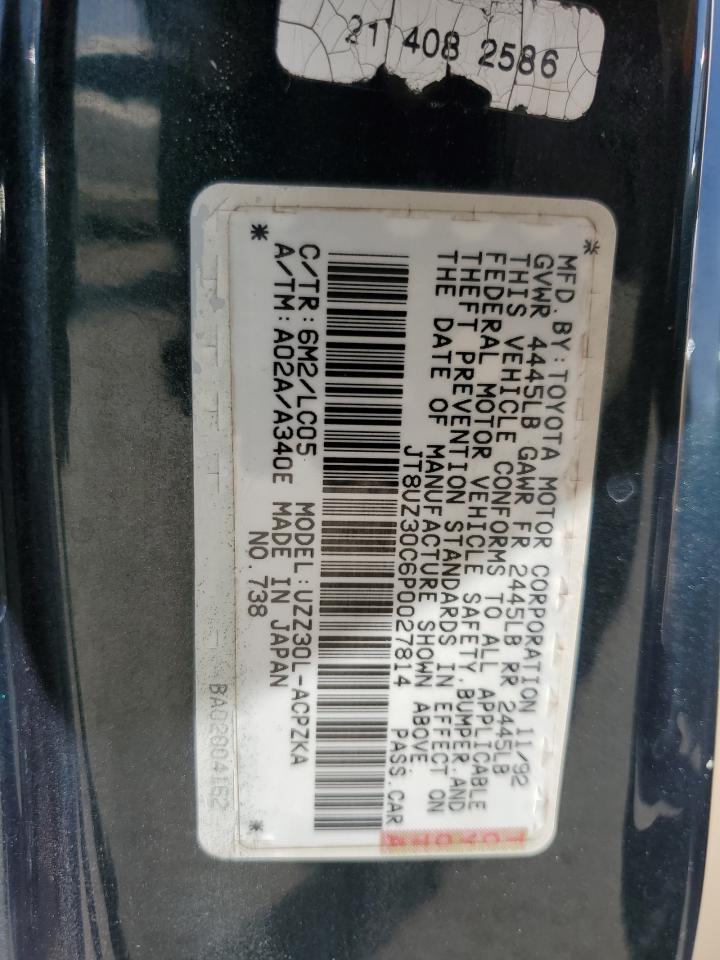 21 408 2586
MFD. BY: TOYOTA MOTOR CORPORATION 11/92
GVWR 4445LB GAWR FR 2445LB RR 2445LB
THIS VEHICLE CONFORMS TO ALL APPLICABLE
FEDERAL MOTOR VEHICLE SAFETY, BUMPER, AND
THEFT PREVENTION STANDARDS IN EFFECT ON
THE DATE OF MANUFACTURE SHOWN ABOVE.
JT8UZ30C6P0027814 PASS. CAR
C/TR: 6M2/LC05 MODEL: UZZ30L-ACPZKA
A/TM: A02A/A340E MADE IN JAPAN
NO. 738
TOYOTA